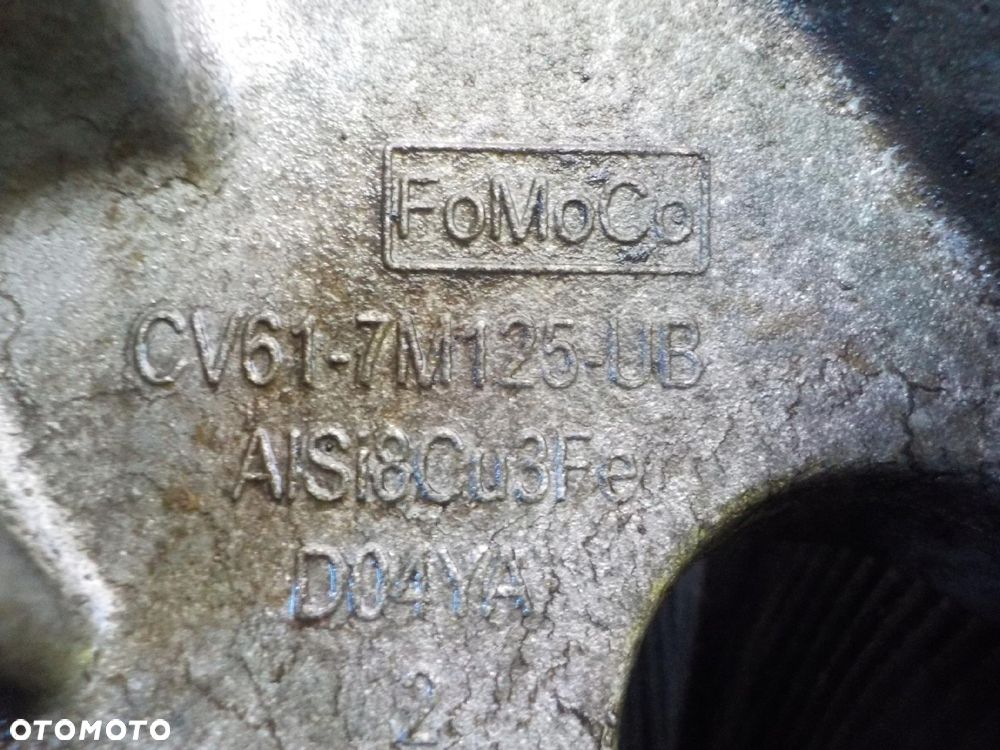 FoMoCo
CV61-7M125-UB
AlSi8Cu3Fe
D04YA
2
OTOMOTO